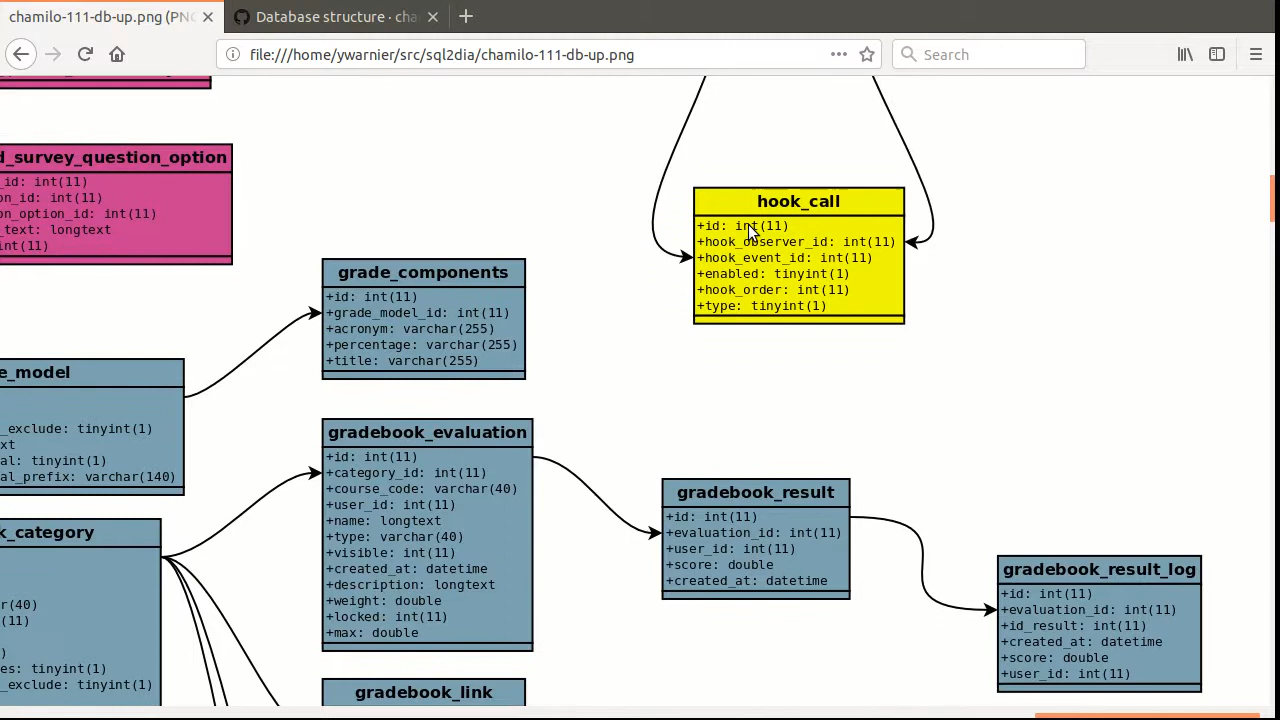 chamilo-111-db-up.png (PN
Database structure · cha
file:///home/ywarnier/src/sql2dia/chamilo-111-db-up.png
Search
d_survey_question_option
_id: int(11)
on_id: int(11)
on_option_id: int(11)
_text: longtext
int(11)
hook_call
+id: int(11)
+hook_observer_id: int(11)
+hook_event_id: int(11)
+enabled: tinyint(1)
+hook_order: int(11)
+type: tinyint(1)
grade_components
+id: int(11)
+grade_model_id: int(11)
+acronym: varchar(255)
+percentage: varchar(255)
+title: varchar(255)
e_model
_exclude: tinyint(1)
xt
al: tinyint(1)
al_prefix: varchar(140)
gradebook_evaluation
+id: int(11)
+category_id: int(11)
+course_code: varchar(40)
+user_id: int(11)
+name: longtext
+type: varchar(40)
+visible: int(11)
+created_at: datetime
+description: longtext
+weight: double
+locked: int(11)
+max: double
gradebook_result
+id: int(11)
+evaluation_id: int(11)
+user_id: int(11)
+score: double
+created_at: datetime
gradebook_result_log
+id: int(11)
+evaluation_id: int(11)
+id_result: int(11)
+created_at: datetime
+score: double
+user_id: int(11)
k_category
r(40)
(11)
)
es: tinyint(1)
_exclude: tinyint(1)
gradebook_link